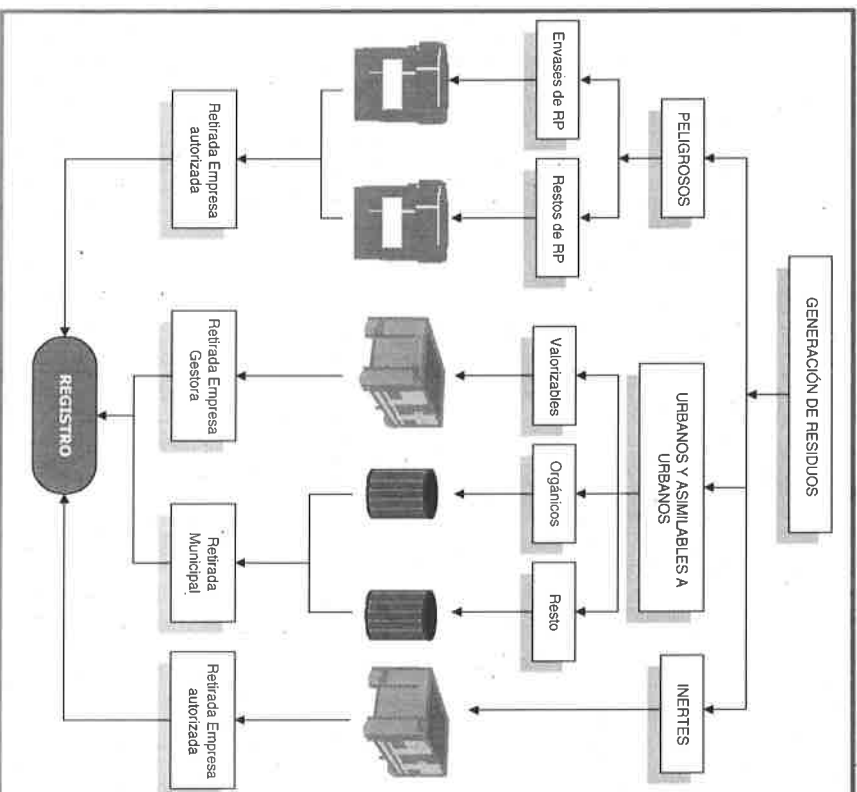 GENERACIÓN DE RESIDUOS
PELIGROSOS
URBANOS Y ASIMILABLES A
URBANOS
INERTES
Envases de RP
Restos de RP
Valorizables
Orgánicos
Resto
Retirada Empresa
autorizada
Retirada Empresa
Gestora
Retirada
Municipal
Retirada Empresa
autorizada
REGISTRO